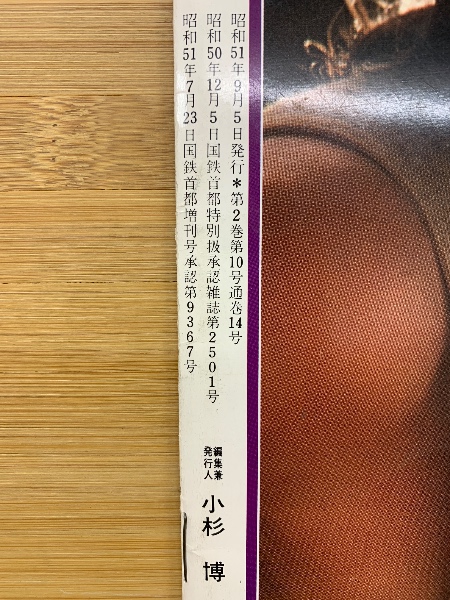 昭和51年9月5日発行*第2巻第10号通巻14号
昭和50年12月5日国鉄首都特別扱承認雑誌第2501号
昭和51年7月23日国鉄首都増刊号承認第9367号
編集兼
発行人
小杉 博